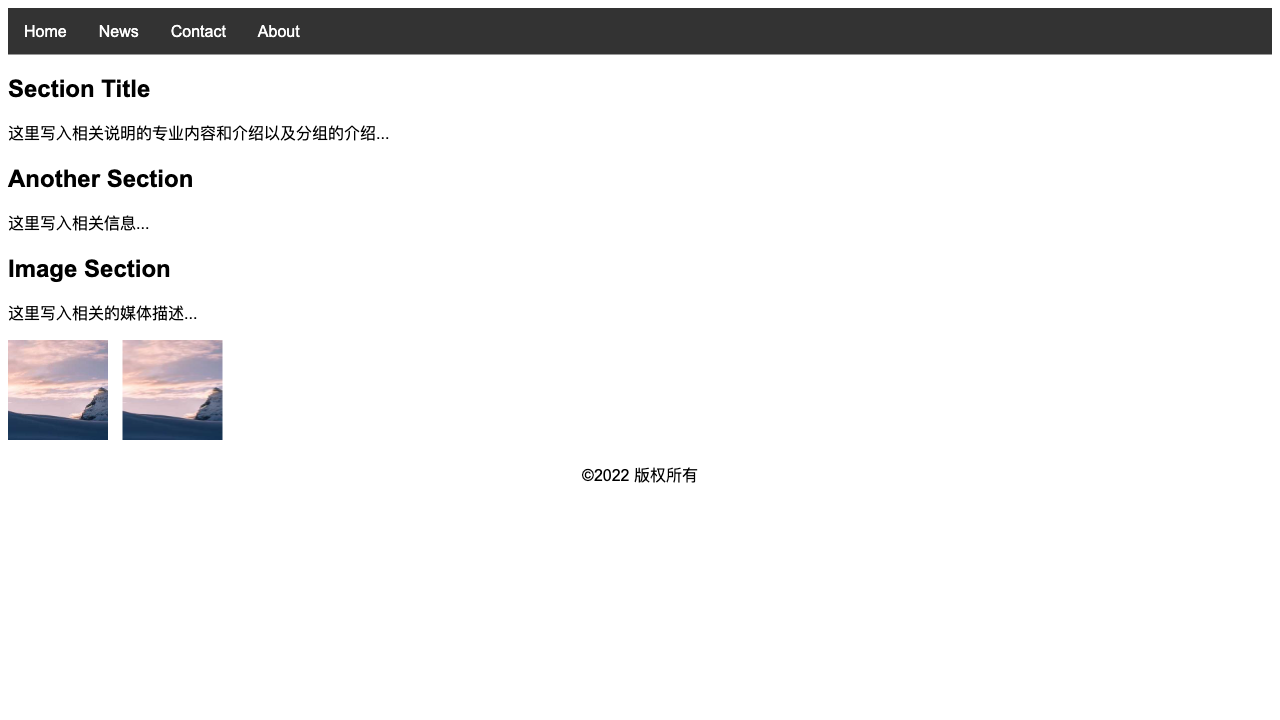 Home News Contact About
Section Title
这里写入相关说明的专业内容和介绍以及分组的介绍...
Another Section
这里写入相关信息...
Image Section
这里写入相关的媒体描述...
©2022 版权所有